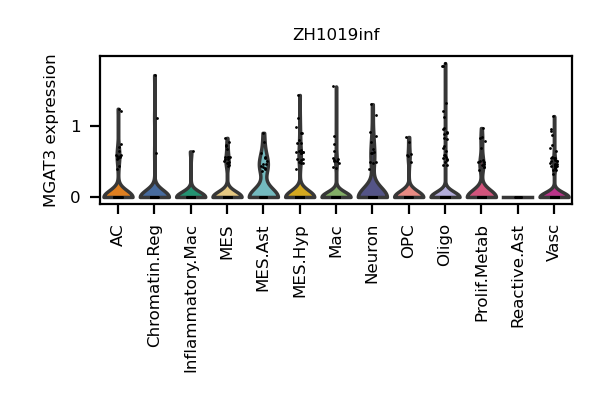 ZH1019inf
MGAT3 expression
1
0
AC
Chromatin.Reg
Inflammatory.Mac
MES
MES.Ast
MES.Hyp
Mac
Neuron
OPC
Oligo
Prolif.Metab
Reactive.Ast
Vasc